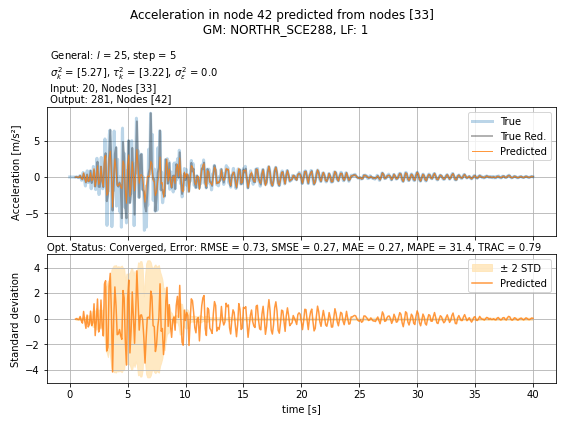 Acceleration in node 42 predicted from nodes [33]
GM: NORTHR_SCE288, LF: 1
General: l = 25, step = 5
σ²ₖ = [5.27], τ²ₖ = [3.22], σ²ε = 0.0
Input: 20, Nodes [33]
Output: 281, Nodes [42]
Acceleration [m/s²]
5
0
−5
True
True Red.
Predicted
Opt. Status: Converged, Error: RMSE = 0.73, SMSE = 0.27, MAE = 0.27, MAPE = 31.4, TRAC = 0.79
Standard deviation
4
2
0
−2
−4
± 2 STD
Predicted
0 5 10 15 20 25 30 35 40
time [s]